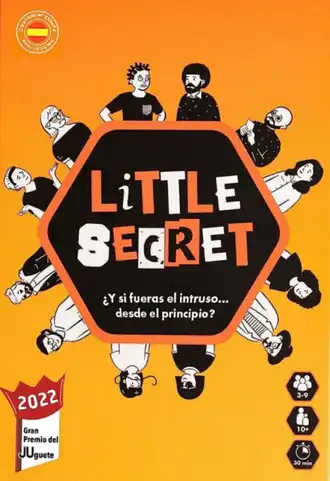 LiTTLE
SECRET
¿Y si fueras el intruso...
desde el principio?
2022
Gran
Premio del
JUguete
3-9
10+
30 min